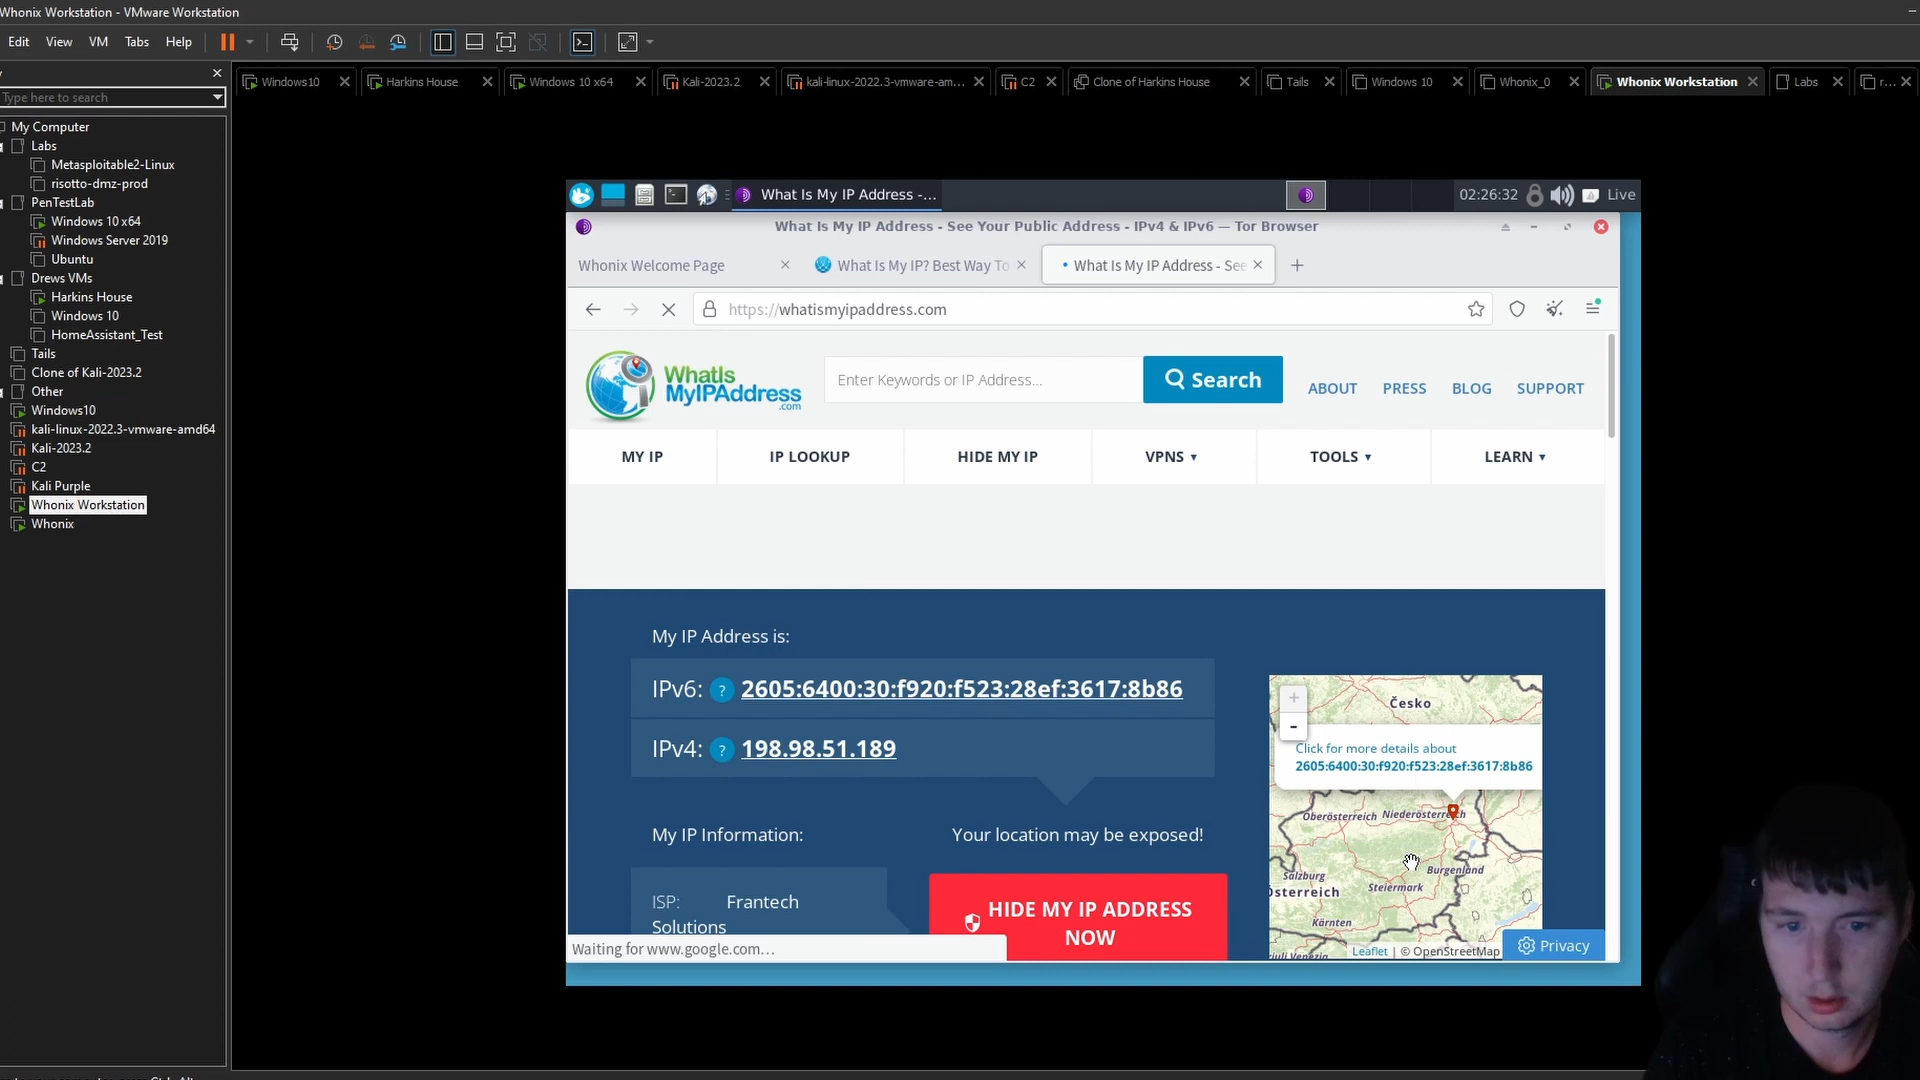 Whonix Workstation - VMware Workstation
Edit View VM Tabs Help
Type here to search
Windows10
Harkins House
Windows 10 x64
Kali-2023.2
kali-linux-2022.3-vmware-am...
C2
Clone of Harkins House
Tails
Windows 10
Whonix_0
Whonix Workstation
Labs
r...
My Computer
Labs
Metasploitable2-Linux
risotto-dmz-prod
PenTestLab
Windows 10 x64
Windows Server 2019
Ubuntu
Drews VMs
Harkins House
Windows 10
HomeAssistant_Test
Tails
Clone of Kali-2023.2
Other
Windows10
kali-linux-2022.3-vmware-amd64
Kali-2023.2
C2
Kali Purple
Whonix Workstation
Whonix
What Is My IP Address -...
02:26:32
Live
What Is My IP Address - See Your Public Address - IPv4 & IPv6 — Tor Browser
Whonix Welcome Page
What Is My IP? Best Way To
What Is My IP Address - See
https://whatismyipaddress.com
WhatIs
MyIPAddress
.com
Enter Keywords or IP Address...
Search
ABOUT PRESS BLOG SUPPORT
MY IP IP LOOKUP HIDE MY IP VPNS ▾ TOOLS ▾ LEARN ▾
My IP Address is:
IPv6: ? 2605:6400:30:f920:f523:28ef:3617:8b86
IPv4: ? 198.98.51.189
My IP Information:
ISP: Frantech
Solutions
Your location may be exposed!
HIDE MY IP ADDRESS
NOW
+
-
Česko
Click for more details about
2605:6400:30:f920:f523:28ef:3617:8b86
Oberösterreich Niederösterreich
Burgenland
Salzburg
Steiermark
Österreich
Kärnten
Leaflet | © OpenStreetMap
Privacy
Waiting for www.google.com…